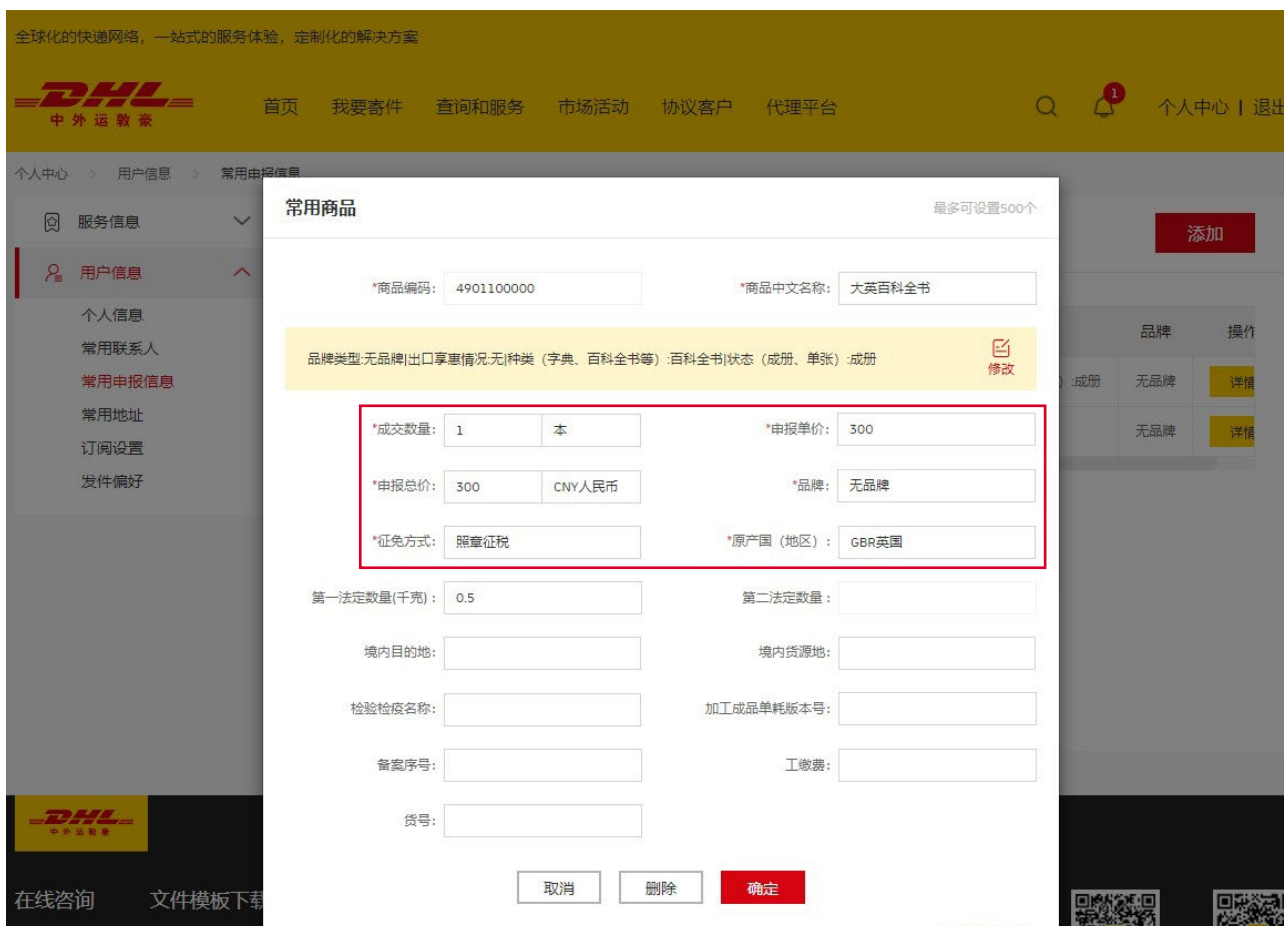 全球化的快递网络，一站式的服务体验，定制化的解决方案
DHL
中外运敦豪
首页 我要寄件 查询和服务 市场活动 协议客户 代理平台
1
个人中心 | 退出
个人中心 > 用户信息 > 常用申报信息
服务信息
用户信息
个人信息
常用联系人
常用申报信息
常用地址
订阅设置
发件偏好
添加
品牌 操作
）:成册 无品牌 详情
无品牌 详情
常用商品 最多可设置500个
*商品编码: 4901100000 *商品中文名称: 大英百科全书
品牌类型:无品牌|出口享惠情况:无|种类（字典、百科全书等）:百科全书|状态（成册、单张）:成册
修改
*成交数量: 1 本 *申报单价: 300
*申报总价: 300 CNY人民币 *品牌: 无品牌
*征免方式: 照章征税 *原产国（地区）: GBR英国
第一法定数量(千克): 0.5 第二法定数量:
境内目的地: 境内货源地:
检验检疫名称: 加工成品单耗版本号:
备案序号: 工缴费:
货号:
取消 删除 确定
DHL
中外运敦豪
在线咨询 文件模板下载